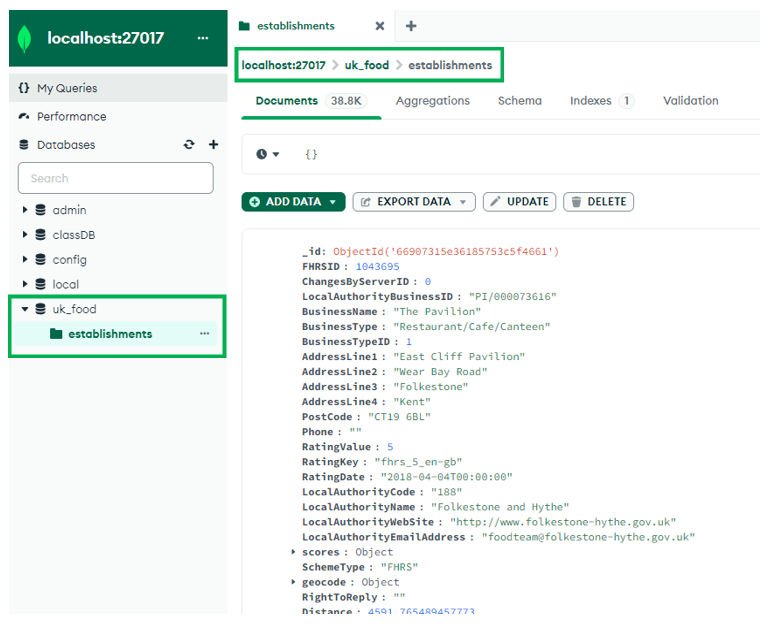 localhost:27017 ...
{} My Queries
Performance
Databases
Search
admin
classDB
config
local
uk_food
establishments ...
establishments
localhost:27017 > uk_food > establishments
Documents 38.8K Aggregations Schema Indexes 1 Validation
{}
ADD DATA EXPORT DATA UPDATE DELETE
_id: ObjectId('66907315e36185753c5f4661')
FHRSID : 1043695
ChangesByServerID : 0
LocalAuthorityBusinessID : "PI/000073616"
BusinessName : "The Pavilion"
BusinessType : "Restaurant/Cafe/Canteen"
BusinessTypeID : 1
AddressLine1 : "East Cliff Pavilion"
AddressLine2 : "Wear Bay Road"
AddressLine3 : "Folkestone"
AddressLine4 : "Kent"
PostCode : "CT19 6BL"
Phone : ""
RatingValue : 5
RatingKey : "fhrs_5_en-gb"
RatingDate : "2018-04-04T00:00:00"
LocalAuthorityCode : "188"
LocalAuthorityName : "Folkestone and Hythe"
LocalAuthorityWebSite : "http://www.folkestone-hythe.gov.uk"
LocalAuthorityEmailAddress : "foodteam@folkestone-hythe.gov.uk"
scores : Object
SchemeType : "FHRS"
geocode : Object
RightToReply : ""
Distance : 4591.765489457773